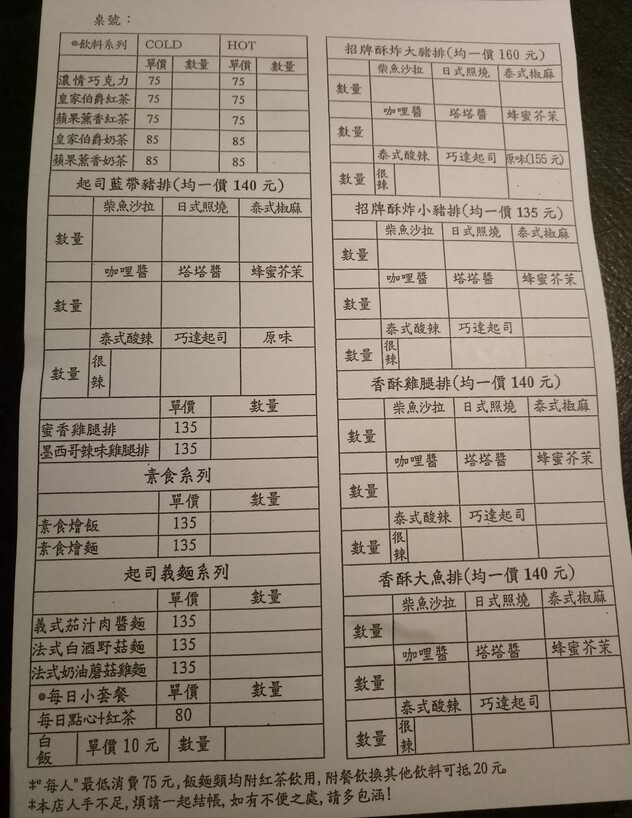 桌號：
◉飲料系列 COLD HOT
單價 數量 單價 數量
濃情巧克力 75 75
皇家伯爵紅茶 75 75
蘋果薰香紅茶 75 75
皇家伯爵奶茶 85 85
蘋果薰香奶茶 85 85
起司藍帶豬排(均一價 140 元)
柴魚沙拉 日式照燒 泰式椒麻
數量
咖哩醬 塔塔醬 蜂蜜芥茉
數量
泰式酸辣 巧達起司 原味
數量 很辣
單價 數量
蜜香雞腿排 135
墨西哥辣味雞腿排 135
素食系列
單價 數量
素食燴飯 135
素食燴麵 135
起司義麵系列
單價 數量
義式茄汁肉醬麵 135
法式白酒野菇麵 135
法式奶油蘑菇雞麵 135
◉每日小套餐 單價 數量
每日點心+紅茶 80
白飯 單價 10 元 數量
招牌酥炸大豬排(均一價 160 元)
柴魚沙拉 日式照燒 泰式椒麻
數量
咖哩醬 塔塔醬 蜂蜜芥茉
數量
泰式酸辣 巧達起司 原味(155 元)
數量 很辣
招牌酥炸小豬排(均一價 135 元)
柴魚沙拉 日式照燒 泰式椒麻
數量
咖哩醬 塔塔醬 蜂蜜芥茉
數量
泰式酸辣 巧達起司
數量 很辣
香酥雞腿排(均一價 140 元)
柴魚沙拉 日式照燒 泰式椒麻
數量
咖哩醬 塔塔醬 蜂蜜芥茉
數量
泰式酸辣 巧達起司
數量 很辣
香酥大魚排(均一價 140 元)
柴魚沙拉 日式照燒 泰式椒麻
數量
咖哩醬 塔塔醬 蜂蜜芥茉
數量
泰式酸辣 巧達起司
數量 很辣
*"每人"最低消費 75 元,飯麵類均附紅茶飲用,附餐飲換其他飲料可抵 20 元。
*本店人手不足,煩請一起結帳,如有不便之處,請多包涵!